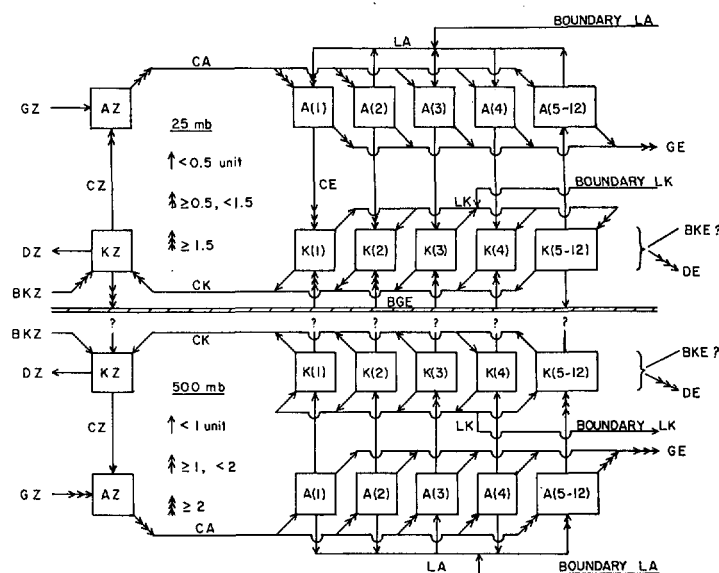 BOUNDARY LA
LA
CA
GZ
AZ
A(1)
A(2)
A(3)
A(4)
A(5-12)
25 mb
GE
<0.5 unit
CZ
CE
BOUNDARY LK
≥0.5, <1.5
LK
≥1.5
BKE ?
DZ
KZ
K(1)
K(2)
K(3)
K(4)
K(5-12)
DE
BKZ
CK
BGE
? ? ? ? ? ?
BKZ
CK
BKE ?
DZ
KZ
K(1)
K(2)
K(3)
K(4)
K(5-12)
DE
500 mb
CZ
<1 unit
LK
BOUNDARY LK
≥1, <2
GE
GZ
AZ
≥2
A(1)
A(2)
A(3)
A(4)
A(5-12)
CA
LA
BOUNDARY LA